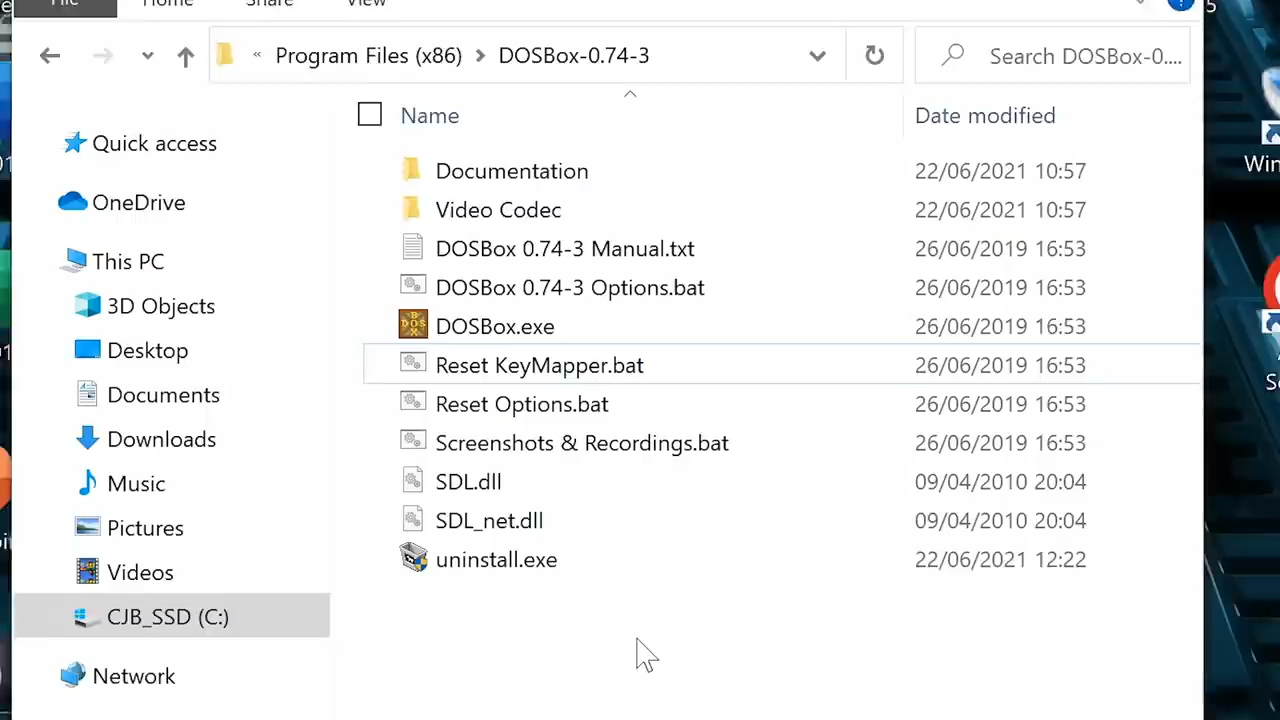 File Home Share View
« Program Files (x86) > DOSBox-0.74-3
Search DOSBox-0....
Name Date modified
Documentation 22/06/2021 10:57
Video Codec 22/06/2021 10:57
DOSBox 0.74-3 Manual.txt 26/06/2019 16:53
DOSBox 0.74-3 Options.bat 26/06/2019 16:53
DOSBox.exe 26/06/2019 16:53
Reset KeyMapper.bat 26/06/2019 16:53
Reset Options.bat 26/06/2019 16:53
Screenshots & Recordings.bat 26/06/2019 16:53
SDL.dll 09/04/2010 20:04
SDL_net.dll 09/04/2010 20:04
uninstall.exe 22/06/2021 12:22
Quick access
OneDrive
This PC
3D Objects
Desktop
Documents
Downloads
Music
Pictures
Videos
CJB_SSD (C:)
Network
Win